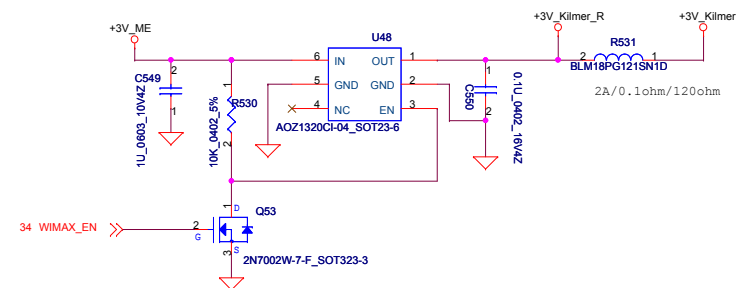 +3V_ME
+3V_Kilmer_R
+3V_Kilmer
U48
R531
6 IN OUT 1
2 1
BLM18PG121SN1D
C549
2
1
1U_0603_10V4Z
1
R530
2
10K_0402_5%
5 GND GND 2
4 NC EN 3
AOZ1320CI-04_SOT23-6
1
C550
2
0.1U_0402_16V4Z
2A/0.1ohm/120ohm
1 D
Q53
34 WIMAX_EN
2
G
S
3
2N7002W-7-F_SOT323-3